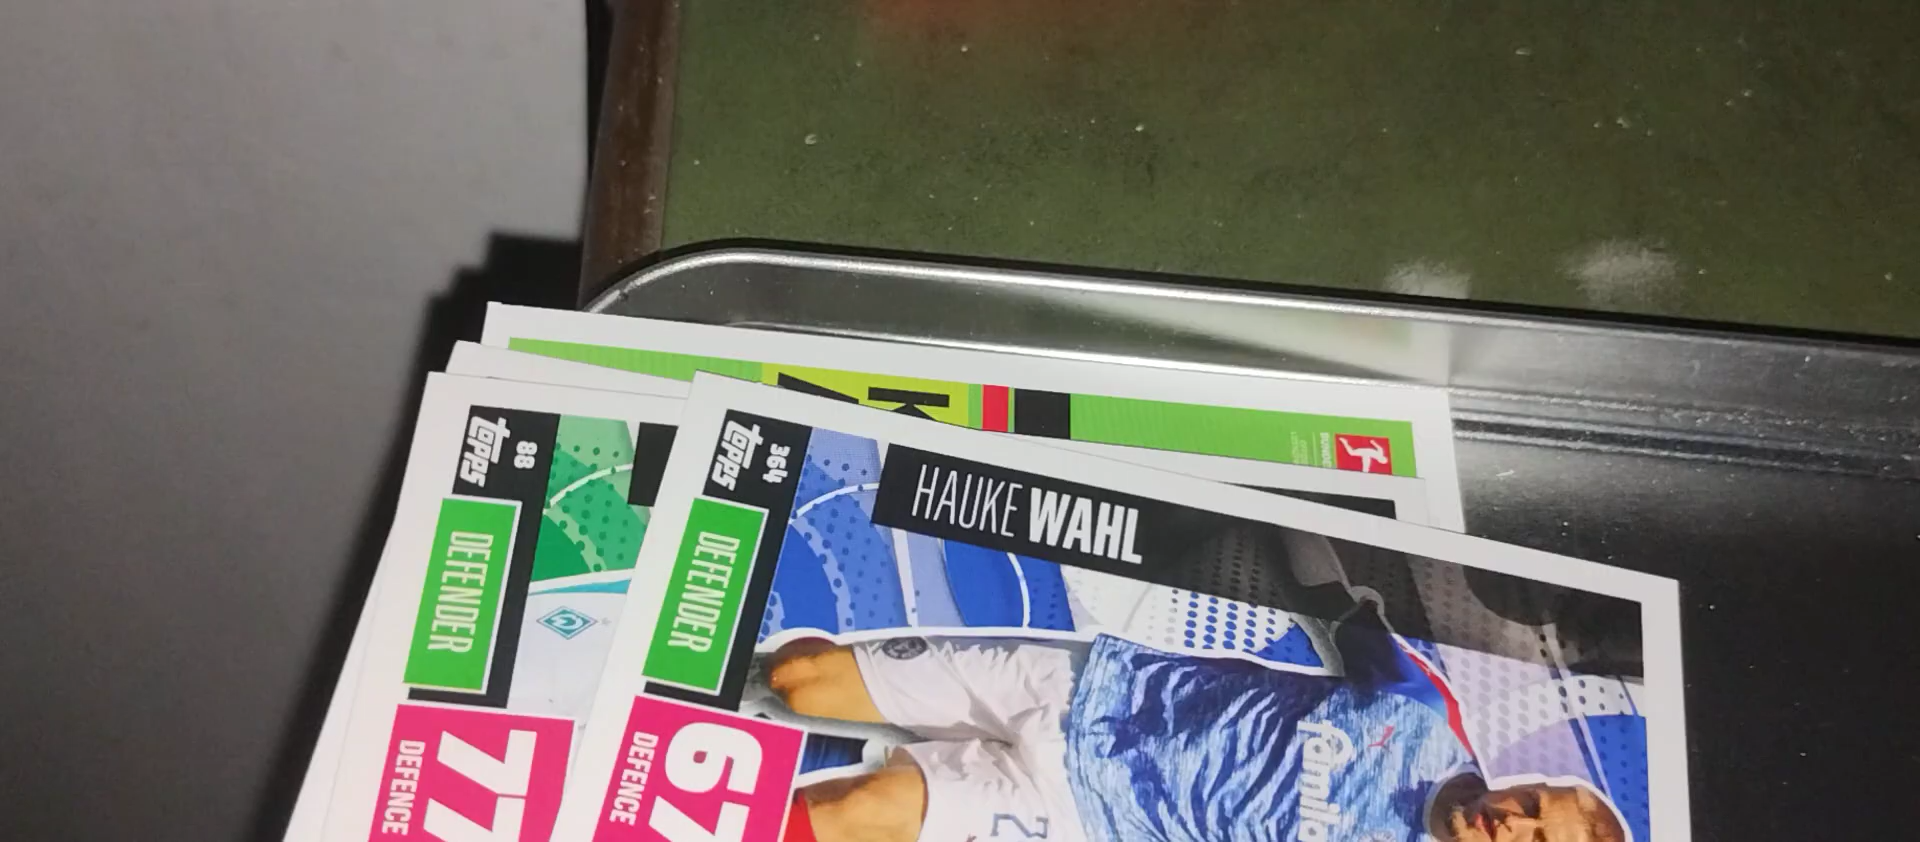 HAUKE WAHL
364
topps
DEFENDER
67
DEFENCE
88
topps
DEFENDER
77
DEFENCE
K